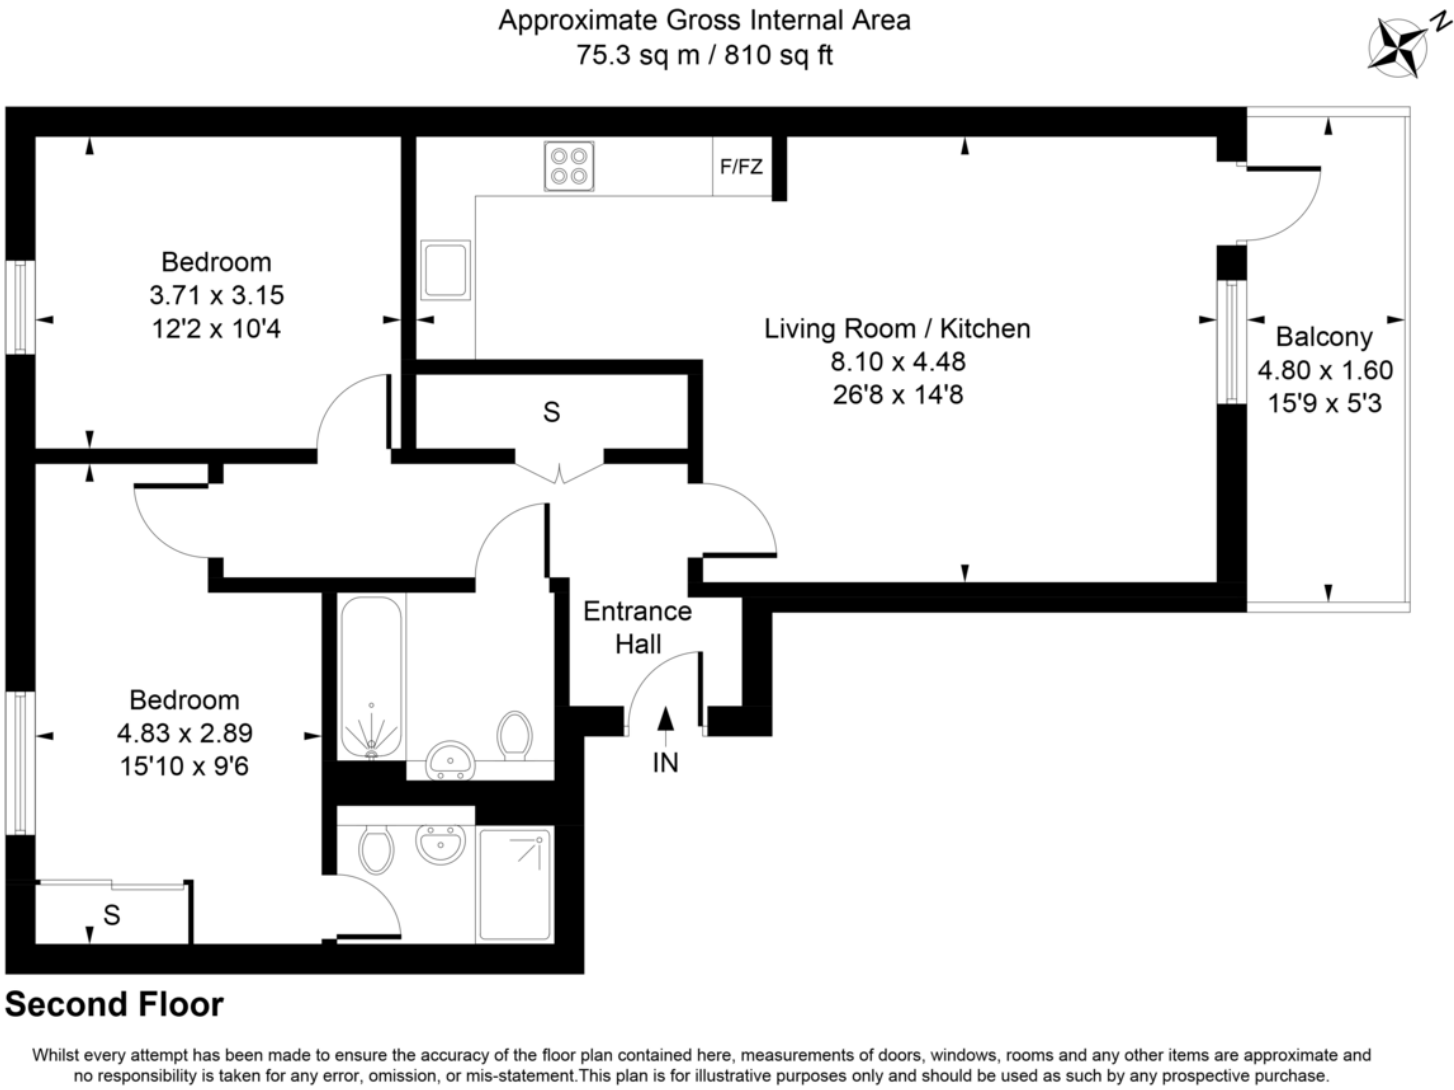 Approximate Gross Internal Area
75.3 sq m / 810 sq ft
N
F/FZ
Bedroom
3.71 x 3.15
12'2 x 10'4
Living Room / Kitchen
8.10 x 4.48
26'8 x 14'8
Balcony
4.80 x 1.60
15'9 x 5'3
S
Entrance
Hall
Bedroom
4.83 x 2.89
15'10 x 9'6
IN
S
Second Floor
Whilst every attempt has been made to ensure the accuracy of the floor plan contained here, measurements of doors, windows, rooms and any other items are approximate and
no responsibility is taken for any error, omission, or mis-statement.This plan is for illustrative purposes only and should be used as such by any prospective purchase.